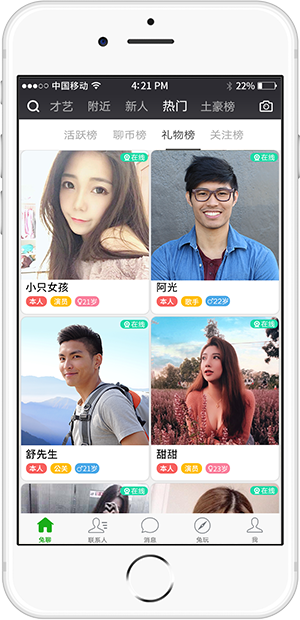 中国移动 4:21 PM 22%
才艺 附近 新人 热门 土豪榜
活跃榜 聊币榜 礼物榜 关注榜
在线 在线
小只女孩 阿光
本人 演员 ♀21岁 本人 歌手 ♂22岁
在线 在线
舒先生 甜甜
本人 公关 ♂21岁 本人 演员 ♀23岁
在线 在线
兔聊 联系人 消息 兔玩 我